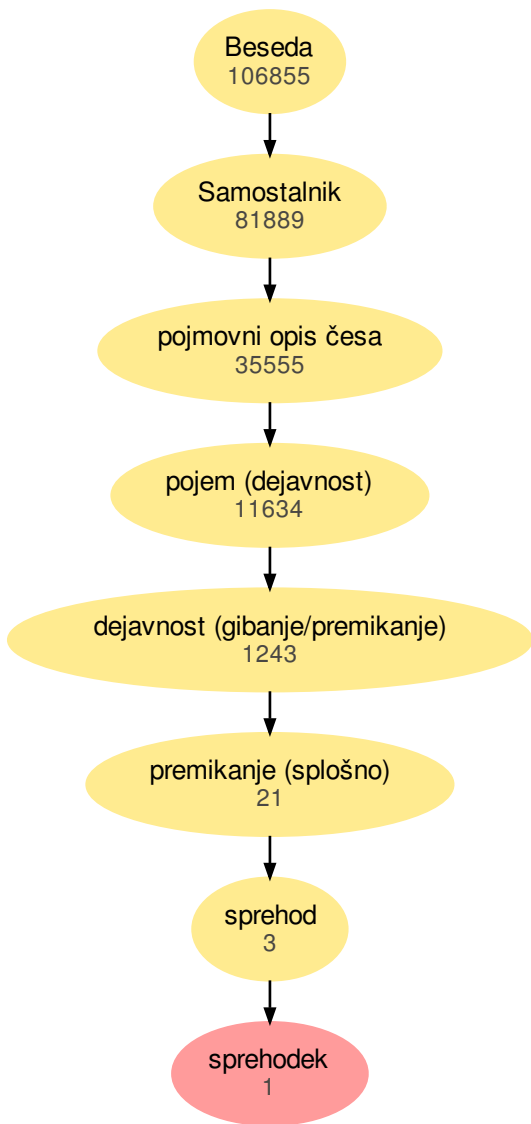 Beseda
106855
Samostalnik
81889
pojmovni opis česa
35555
pojem (dejavnost)
11634
dejavnost (gibanje/premikanje)
1243
premikanje (splošno)
21
sprehod
3
sprehodek
1